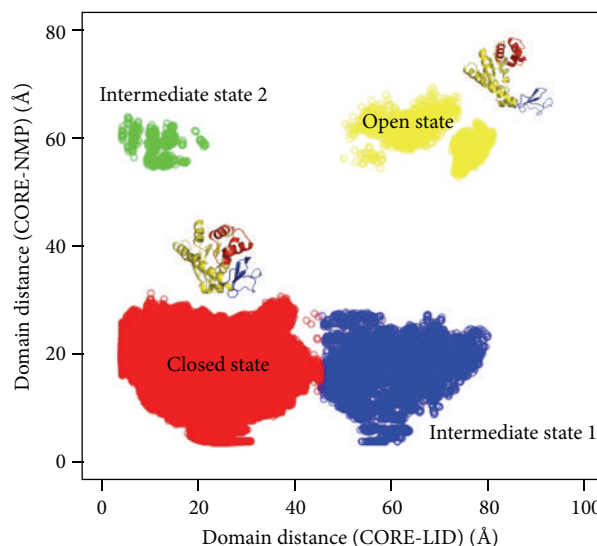 80
60
40
20
0
Domain distance (CORE-NMP) (Å)
Intermediate state 2
Open state
Closed state
Intermediate state 1
0 20 40 60 80 100
Domain distance (CORE-LID) (Å)